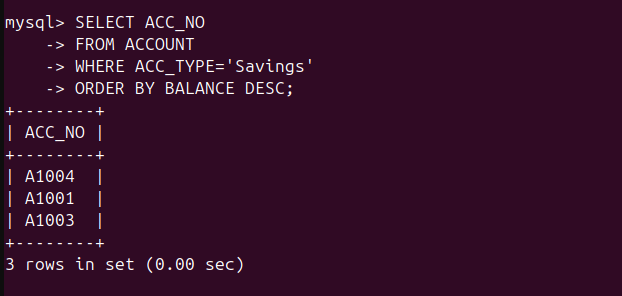 mysql> SELECT ACC_NO
    -> FROM ACCOUNT
    -> WHERE ACC_TYPE='Savings'
    -> ORDER BY BALANCE DESC;
+--------+
| ACC_NO |
+--------+
| A1004  |
| A1001  |
| A1003  |
+--------+
3 rows in set (0.00 sec)